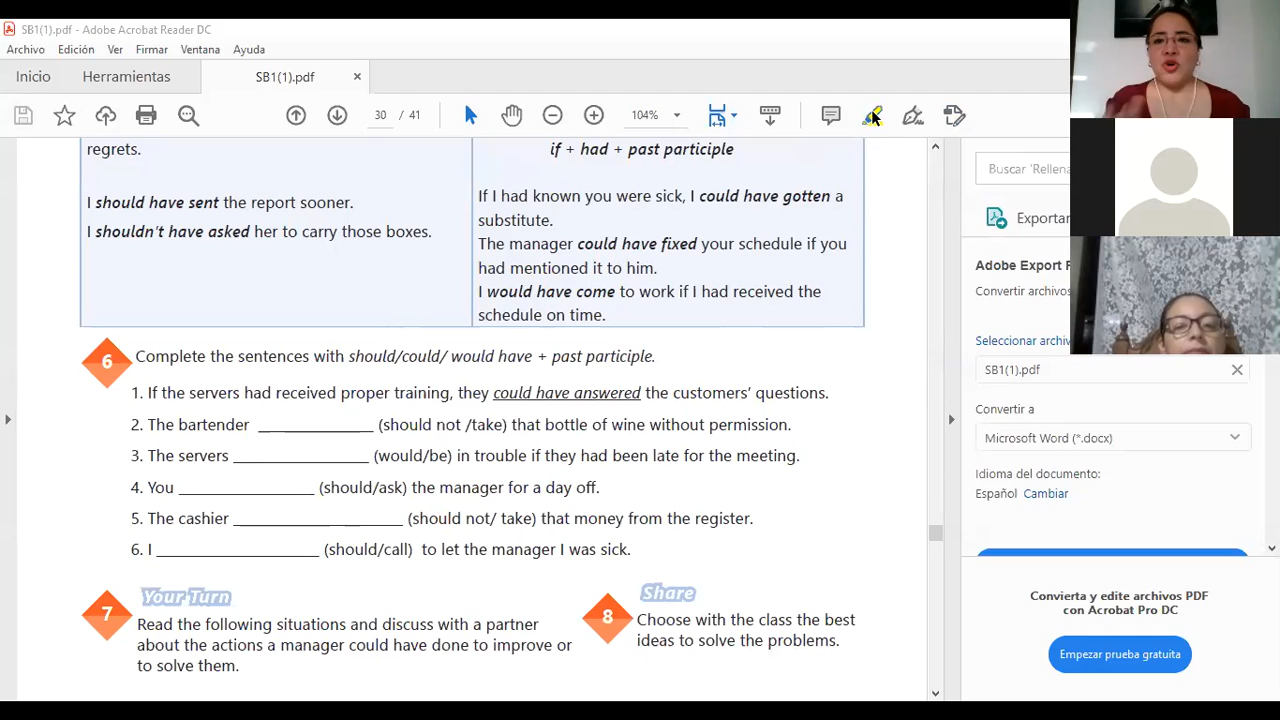 SB1(1).pdf - Adobe Acrobat Reader DC
Archivo Edición Ver Firmar Ventana Ayuda
Inicio Herramientas SB1(1).pdf ×
30 / 41 104%
regrets.
I should have sent the report sooner.
I shouldn't have asked her to carry those boxes.
if + had + past participle
If I had known you were sick, I could have gotten a
substitute.
The manager could have fixed your schedule if you
had mentioned it to him.
I would have come to work if I had received the
schedule on time.
6 Complete the sentences with should/could/ would have + past participle.
1. If the servers had received proper training, they could have answered the customers’ questions.
2. The bartender ____________ (should not /take) that bottle of wine without permission.
3. The servers ______________ (would/be) in trouble if they had been late for the meeting.
4. You ______________ (should/ask) the manager for a day off.
5. The cashier _________________ (should not/ take) that money from the register.
6. I _________________ (should/call) to let the manager I was sick.
7 Your Turn
Read the following situations and discuss with a partner
about the actions a manager could have done to improve or
to solve them.
8 Share
Choose with the class the best
ideas to solve the problems.
Buscar 'Rellena
Exportar
Adobe Export
Convertir archivos
Seleccionar archiv
SB1(1).pdf ×
Convertir a
Microsoft Word (*.docx)
Idioma del documento:
Español Cambiar
Convierta y edite archivos PDF
con Acrobat Pro DC
Empezar prueba gratuita